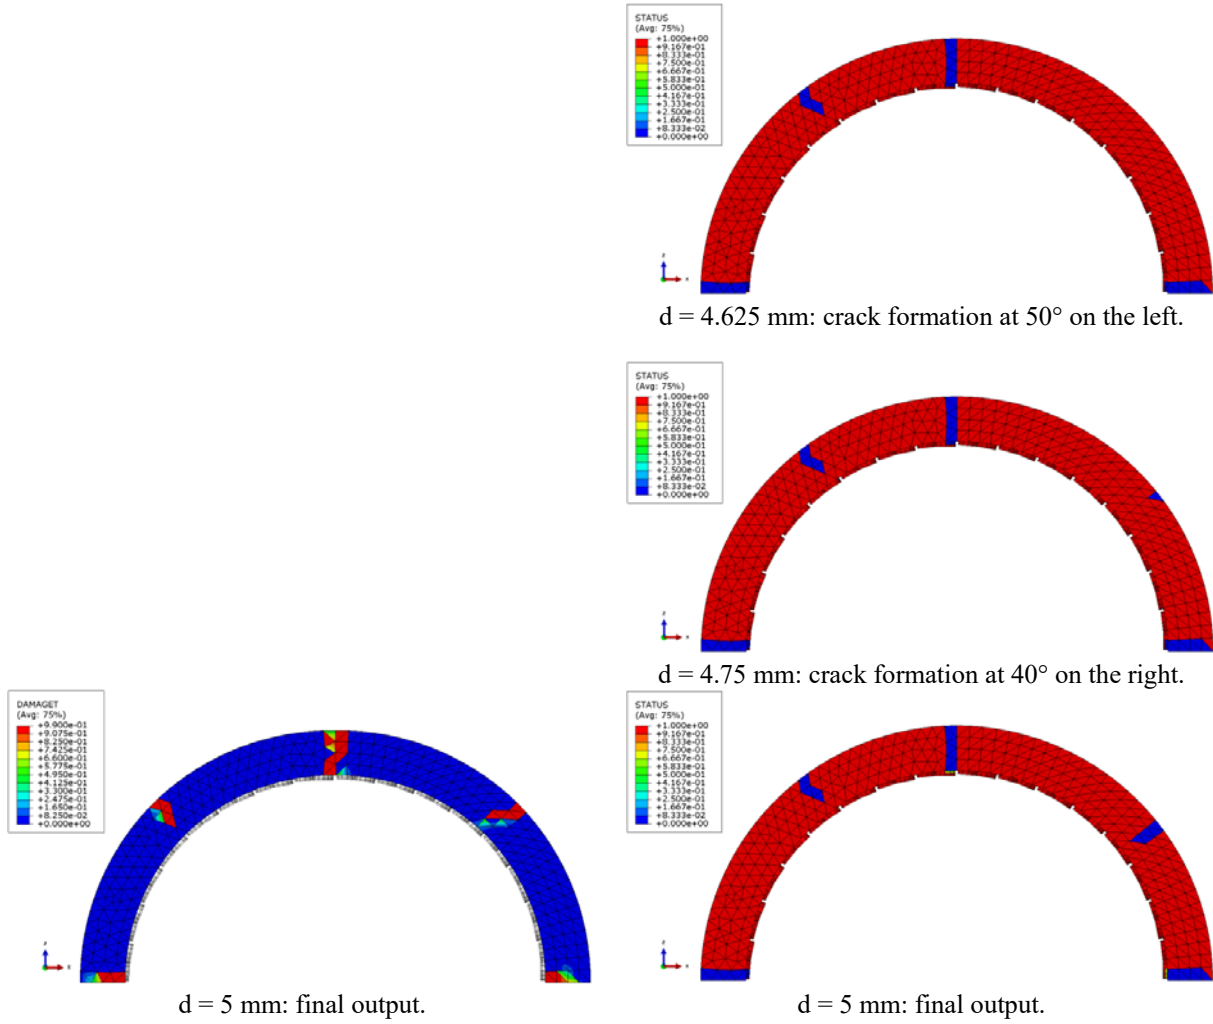 STATUS
(Avg: 75%)
+1.000e+00
+9.167e-01
+8.333e-01
+7.500e-01
+6.667e-01
+5.833e-01
+5.000e-01
+4.167e-01
+3.333e-01
+2.500e-01
+1.667e-01
+8.333e-02
+0.000e+00
z
x
d = 4.625 mm: crack formation at 50° on the left.
STATUS
(Avg: 75%)
+1.000e+00
+9.167e-01
+8.333e-01
+7.500e-01
+6.667e-01
+5.833e-01
+5.000e-01
+4.167e-01
+3.333e-01
+2.500e-01
+1.667e-01
+8.333e-02
+0.000e+00
z
x
d = 4.75 mm: crack formation at 40° on the right.
DAMAGET
(Avg: 75%)
+9.900e-01
+9.075e-01
+8.250e-01
+7.425e-01
+6.600e-01
+5.775e-01
+4.950e-01
+4.125e-01
+3.300e-01
+2.475e-01
+1.650e-01
+8.250e-02
+0.000e+00
z
x
d = 5 mm: final output.
STATUS
(Avg: 75%)
+1.000e+00
+9.167e-01
+8.333e-01
+7.500e-01
+6.667e-01
+5.833e-01
+5.000e-01
+4.167e-01
+3.333e-01
+2.500e-01
+1.667e-01
+8.333e-02
+0.000e+00
z
x
d = 5 mm: final output.